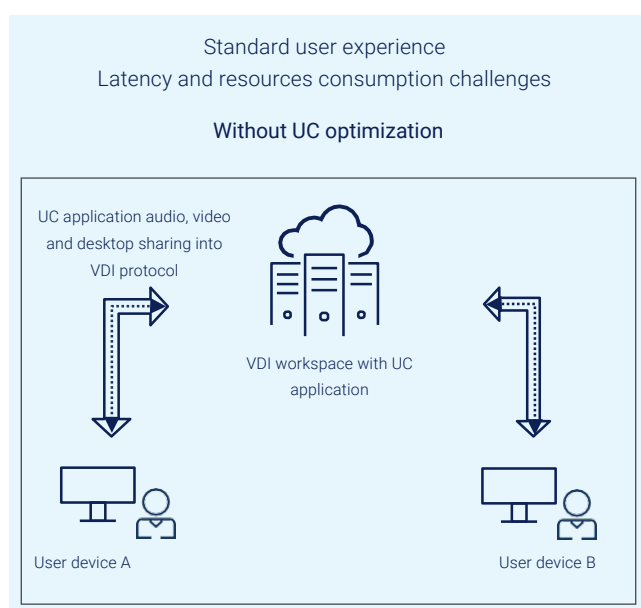 Standard user experience
Latency and resources consumption challenges
Without UC optimization
UC application audio, video
and desktop sharing into
VDI protocol
VDI workspace with UC
application
User device A
User device B